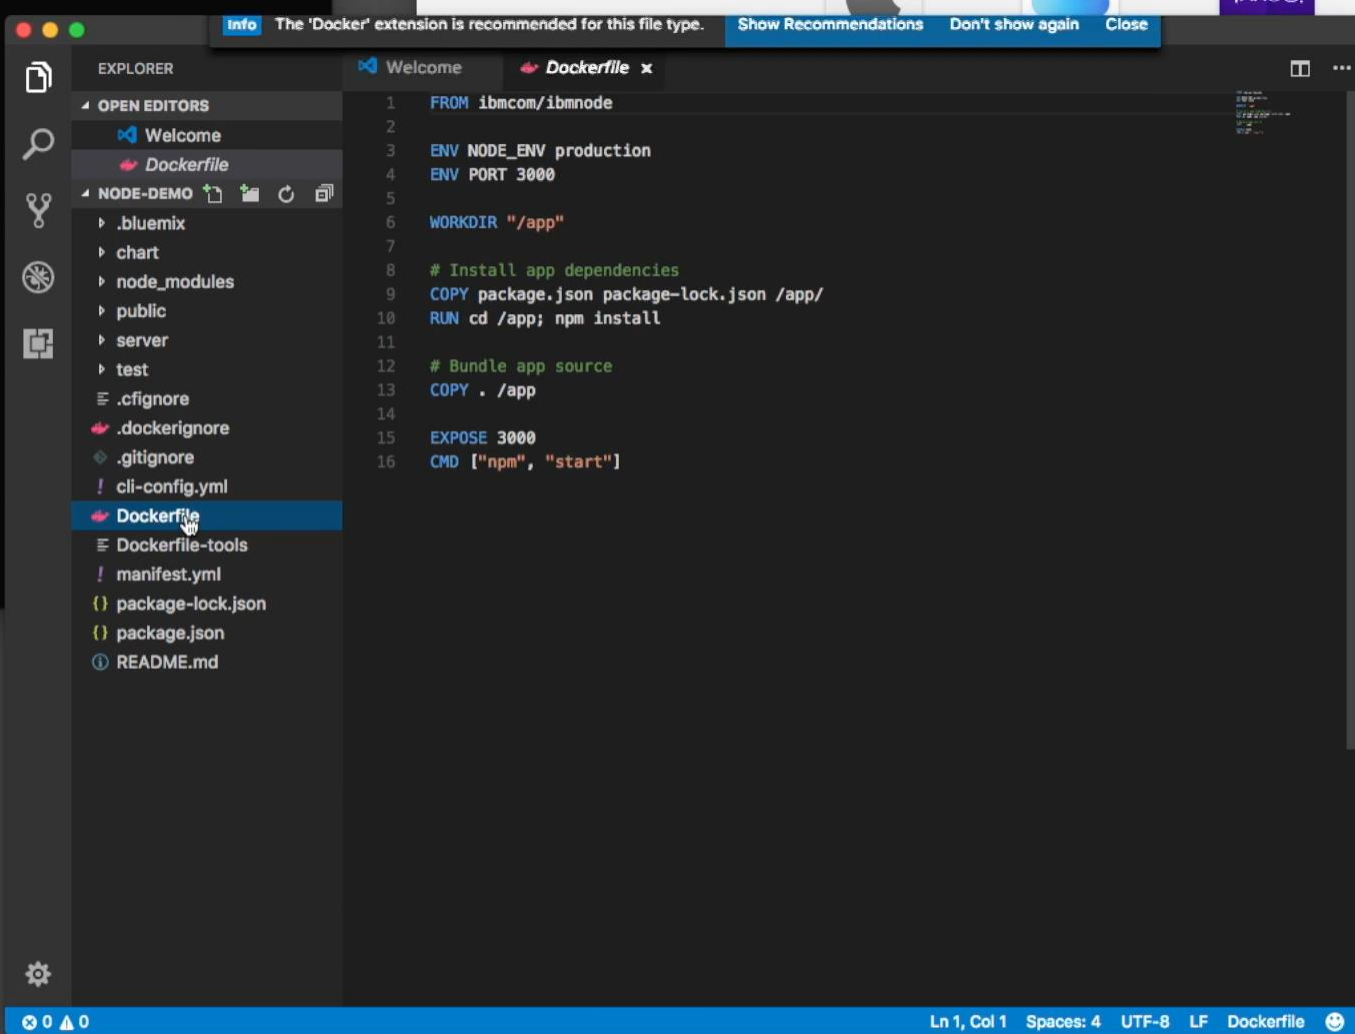 Info The 'Docker' extension is recommended for this file type. Show Recommendations Don't show again Close
EXPLORER
Welcome
Dockerfile
OPEN EDITORS
Welcome
Dockerfile
NODE-DEMO
.bluemix
chart
node_modules
public
server
test
.cfignore
.dockerignore
.gitignore
cli-config.yml
Dockerfile
Dockerfile-tools
manifest.yml
package-lock.json
package.json
README.md
1 FROM ibmcom/ibmnode
2
3 ENV NODE_ENV production
4 ENV PORT 3000
5
6 WORKDIR "/app"
7
8 # Install app dependencies
9 COPY package.json package-lock.json /app/
10 RUN cd /app; npm install
11
12 # Bundle app source
13 COPY . /app
14
15 EXPOSE 3000
16 CMD ["npm", "start"]
0 0
Ln 1, Col 1 Spaces: 4 UTF-8 LF Dockerfile